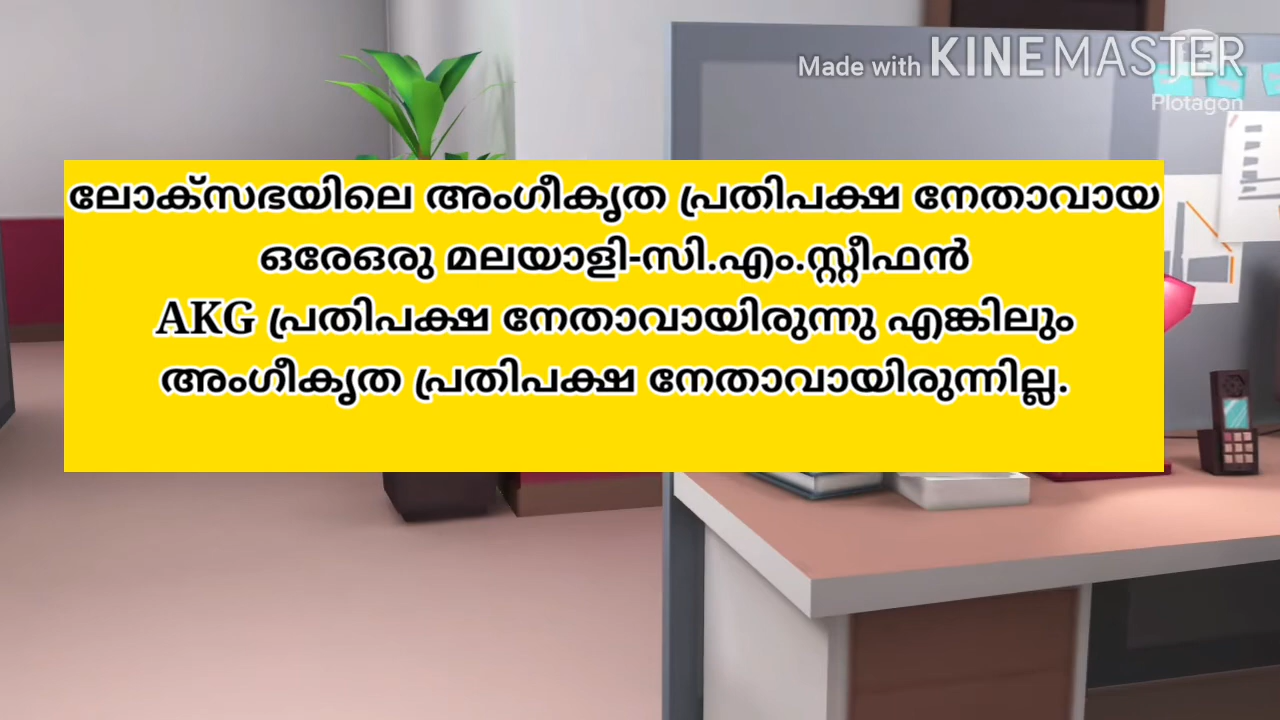 Made with KINEMASTER
Plotagon
ലോക്സഭയിലെ അംഗീകൃത പ്രതിപക്ഷ നേതാവായ
ഒരേഒരു മലയാളി-സി.എം.സ്റ്റീഫൻ
AKG പ്രതിപക്ഷ നേതാവായിരുന്നു എങ്കിലും
അംഗീകൃത പ്രതിപക്ഷ നേതാവായിരുന്നില്ല.